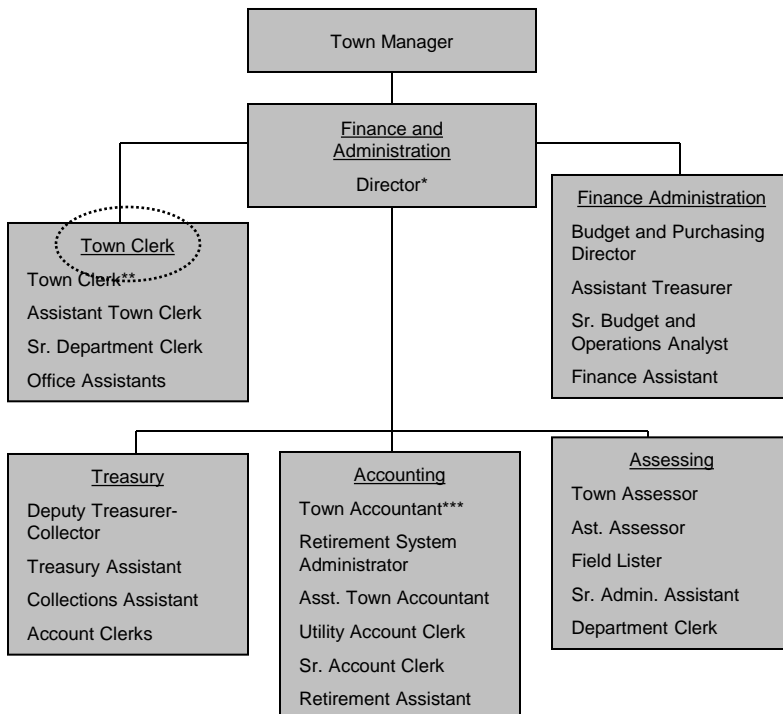 Town Manager
Finance and
Administration
Director*
Town Clerk
Town Clerk**
Assistant Town Clerk
Sr. Department Clerk
Office Assistants
Finance Administration
Budget and Purchasing
Director
Assistant Treasurer
Sr. Budget and
Operations Analyst
Finance Assistant
Treasury
Deputy Treasurer-
Collector
Treasury Assistant
Collections Assistant
Account Clerks
Accounting
Town Accountant***
Retirement System
Administrator
Asst. Town Accountant
Utility Account Clerk
Sr. Account Clerk
Retirement Assistant
Assessing
Town Assessor
Ast. Assessor
Field Lister
Sr. Admin. Assistant
Department Clerk